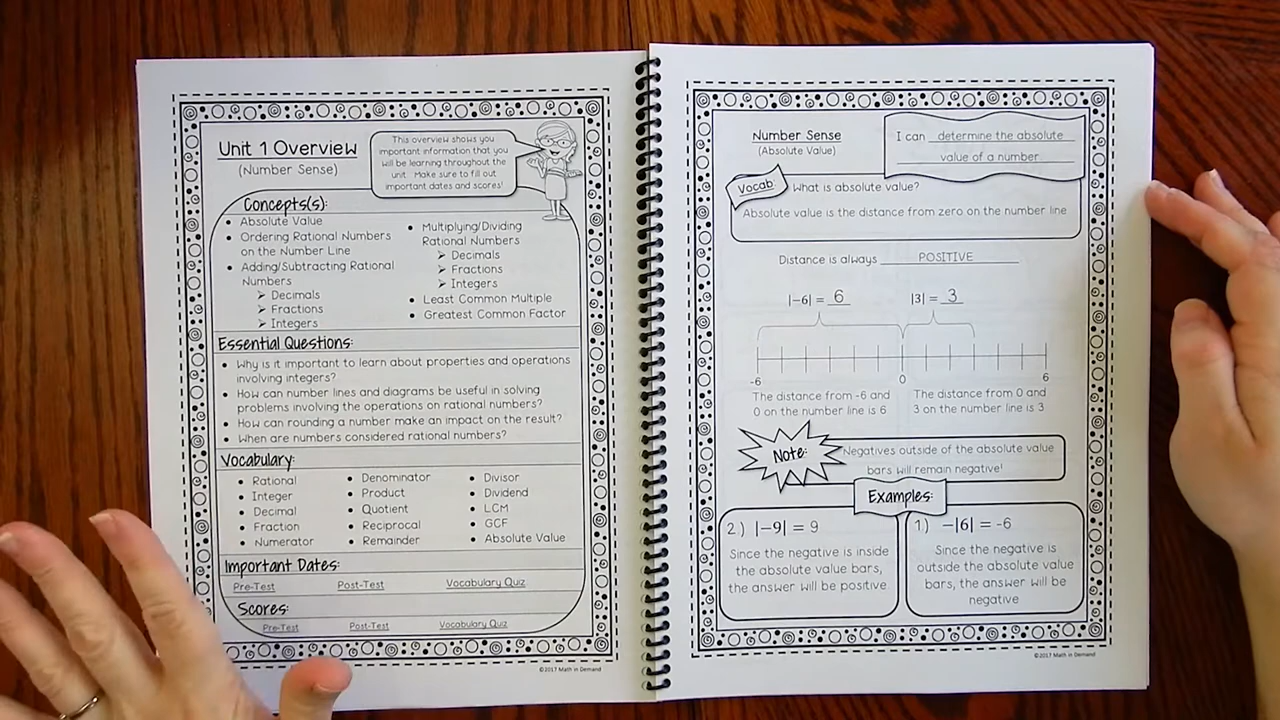 Unit 1 Overview
(Number Sense)
This overview shows you
important information that you
will be learning throughout the
unit. Make sure to fill out
important dates and scores!
Concepts(s):
• Absolute Value
• Ordering Rational Numbers
on the Number Line
• Adding/Subtracting Rational
Numbers
➢ Decimals
➢ Fractions
➢ Integers
• Multiplying/Dividing
Rational Numbers
➢ Decimals
➢ Fractions
➢ Integers
• Least Common Multiple
• Greatest Common Factor
Essential Questions:
• Why is it important to learn about properties and operations
involving integers?
• How can number lines and diagrams be useful in solving
problems involving the operations on rational numbers?
• How can rounding a number make an impact on the result?
• When are numbers considered rational numbers?
Vocabulary:
• Rational
• Integer
• Decimal
• Fraction
• Numerator
• Denominator
• Product
• Quotient
• Reciprocal
• Remainder
• Divisor
• Dividend
• LCM
• GCF
• Absolute Value
Important Dates:
Pre-Test Post-Test Vocabulary Quiz
Scores:
Pre-Test Post-Test Vocabulary Quiz
©2017 Math in Demand
Number Sense
(Absolute Value)
I can determine the absolute
value of a number
Vocab: What is absolute value?
Absolute value is the distance from zero on the number line
Distance is always POSITIVE
|-6| = 6 |3| = 3
-6 0 6
The distance from -6 and
0 on the number line is 6
The distance from 0 and
3 on the number line is 3
Note:
Negatives outside of the absolute value
bars will remain negative!
Examples:
2.) |-9| = 9
Since the negative is inside
the absolute value bars,
the answer will be positive
1) -|6| = -6
Since the negative is
outside the absolute value
bars, the answer will be
negative
©2017 Math in Demand